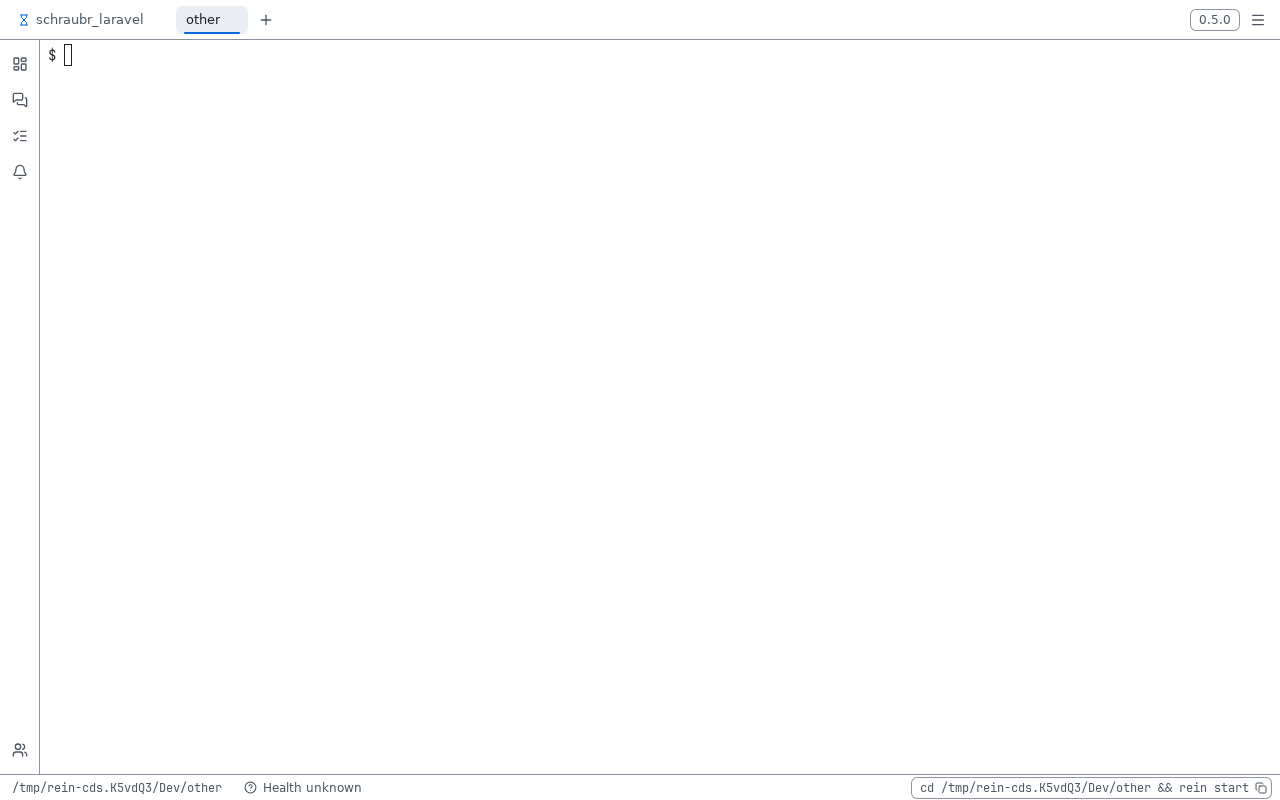 schraubr_laravel
other
0.5.0
$
/tmp/rein-cds.K5vdQ3/Dev/other
Health unknown
cd /tmp/rein-cds.K5vdQ3/Dev/other && rein start